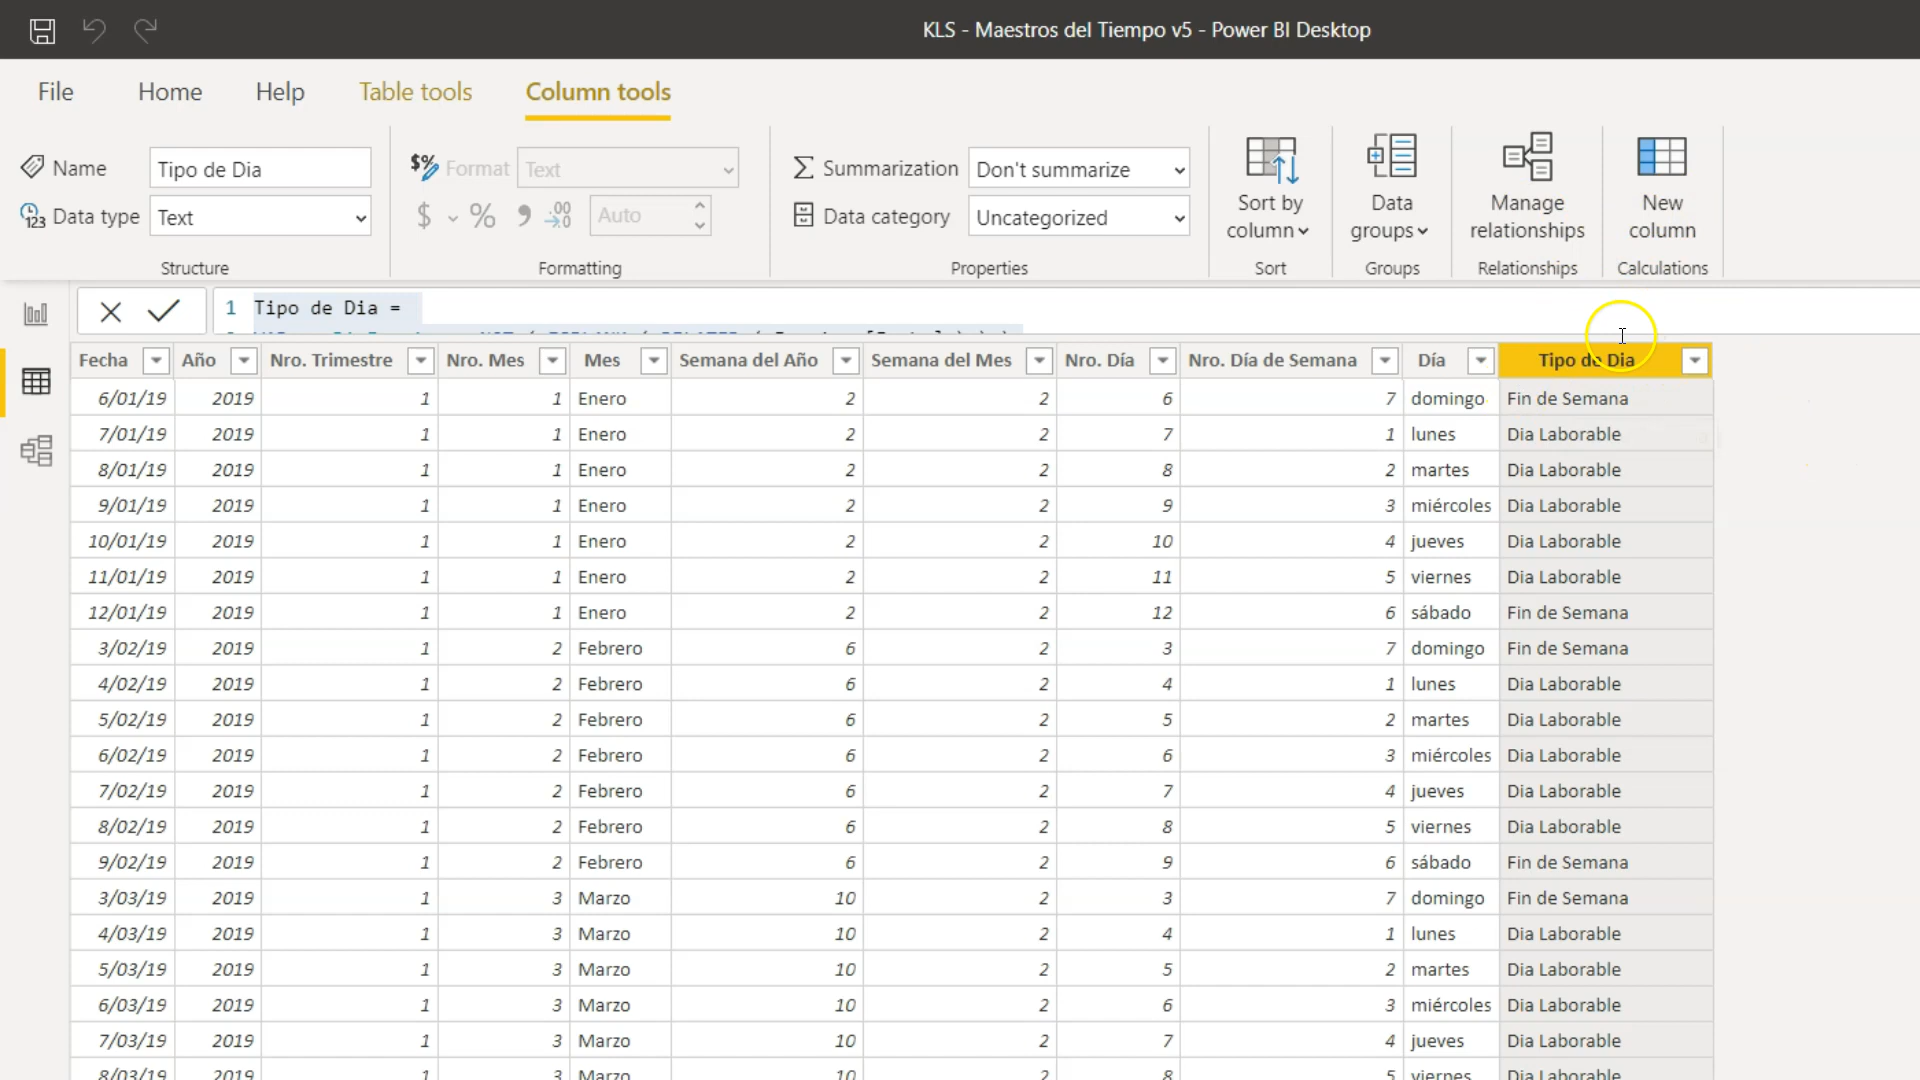 KLS - Maestros del Tiempo v5 - Power BI Desktop
File Home Help Table tools Column tools
Name Tipo de Dia $% Format Text Summarization Don't summarize
Data type Text $ % 9 .00 Auto Data category Uncategorized
Sort by column Data groups Manage relationships New column
Structure Formatting Properties Sort Groups Relationships Calculations
1 Tipo de Dia =
Fecha Año Nro. Trimestre Nro. Mes Mes Semana del Año Semana del Mes Nro. Día Nro. Día de Semana Día Tipo de Dia
6/01/19 2019 1 1 Enero 2 2 6 7 domingo Fin de Semana
7/01/19 2019 1 1 Enero 2 2 7 1 lunes Dia Laborable
8/01/19 2019 1 1 Enero 2 2 8 2 martes Dia Laborable
9/01/19 2019 1 1 Enero 2 2 9 3 miércoles Dia Laborable
10/01/19 2019 1 1 Enero 2 2 10 4 jueves Dia Laborable
11/01/19 2019 1 1 Enero 2 2 11 5 viernes Dia Laborable
12/01/19 2019 1 1 Enero 2 2 12 6 sábado Fin de Semana
3/02/19 2019 1 2 Febrero 6 2 3 7 domingo Fin de Semana
4/02/19 2019 1 2 Febrero 6 2 4 1 lunes Dia Laborable
5/02/19 2019 1 2 Febrero 6 2 5 2 martes Dia Laborable
6/02/19 2019 1 2 Febrero 6 2 6 3 miércoles Dia Laborable
7/02/19 2019 1 2 Febrero 6 2 7 4 jueves Dia Laborable
8/02/19 2019 1 2 Febrero 6 2 8 5 viernes Dia Laborable
9/02/19 2019 1 2 Febrero 6 2 9 6 sábado Fin de Semana
3/03/19 2019 1 3 Marzo 10 2 3 7 domingo Fin de Semana
4/03/19 2019 1 3 Marzo 10 2 4 1 lunes Dia Laborable
5/03/19 2019 1 3 Marzo 10 2 5 2 martes Dia Laborable
6/03/19 2019 1 3 Marzo 10 2 6 3 miércoles Dia Laborable
7/03/19 2019 1 3 Marzo 10 2 7 4 jueves Dia Laborable
8/03/19 2019 1 3 Marzo 10 2 8 5 viernes Dia Laborable